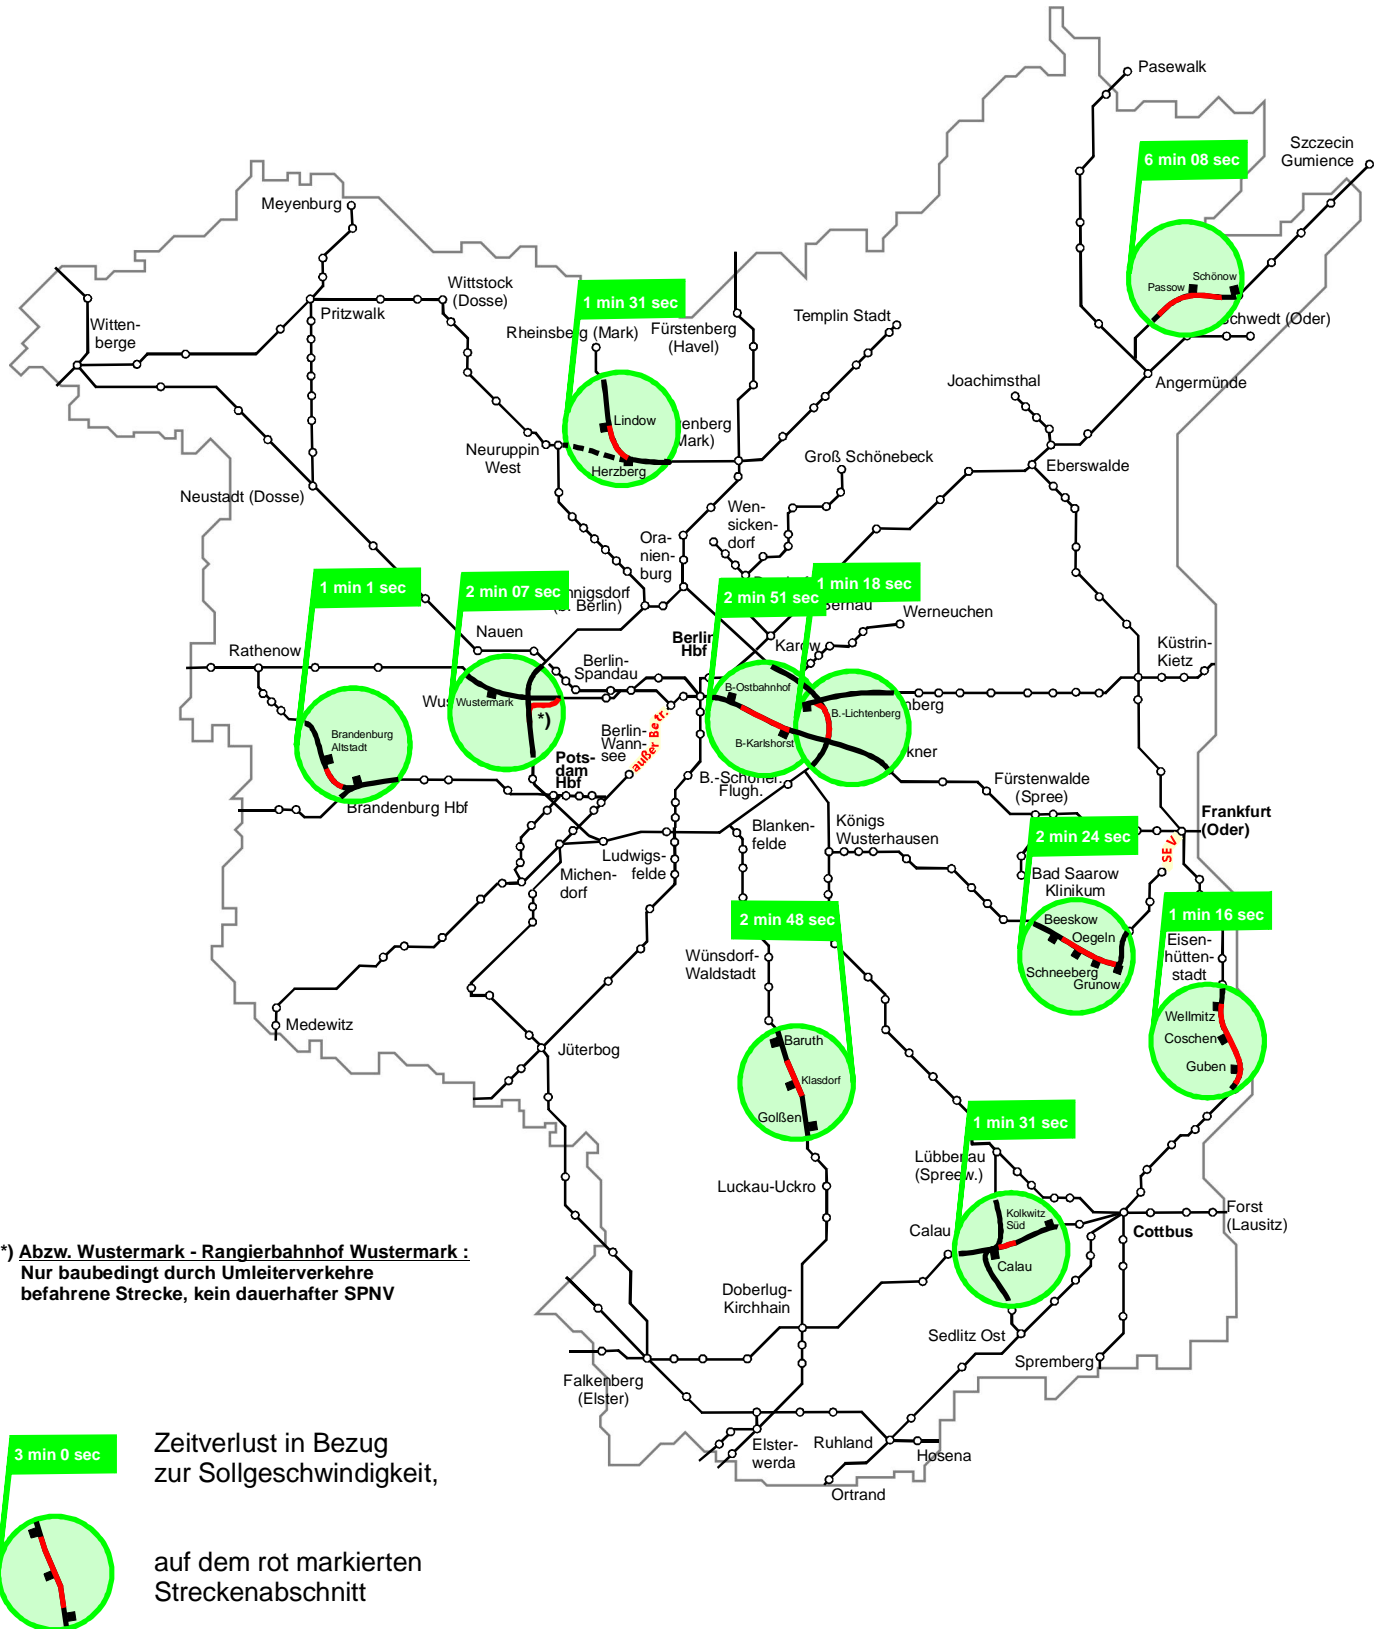 Pasewalk
Szczecin
Gumience
6 min 08 sec
Meyenburg
Schönow
Passow
Wittstock
(Dosse)
1 min 31 sec
Templin Stadt
Pritzwalk
Witten-
berge
Rheinsberg (Mark)
Fürstenberg
(Havel)
Schwedt (Oder)
Joachimsthal
Angermünde
Lindow
enberg
Mark)
Neuruppin
West
Herzberg
Groß Schönebeck
Eberswalde
Neustadt (Dosse)
Wen-
sicken-
dorf
Ora-
nien-
burg
1 min 1 sec
2 min 07 sec
nnigsdorf
Berlin)
2 min 51 sec
1 min 18 sec
Bernau
Werneuchen
Nauen
Berlin
Hbf
Karow
Küstrin-
Kietz
Rathenow
Berlin-
Spandau
B-Ostbahnhof
Wus
Wustermark
*)
B.-Lichtenberg
nberg
Brandenburg
Altstadt
Berlin-
Wann-
see
außer Betr.
B-Karlshorst
kner
Pots-
dam
Hbf
B.-Schönef.
Flugh.
Fürstenwalde
(Spree)
Brandenburg Hbf
Frankfurt
(Oder)
Blanken-
felde
Königs
Wusterhausen
2 min 24 sec
SEV
Ludwigs-
felde
Michen-
dorf
Bad Saarow
Klinikum
2 min 48 sec
1 min 16 sec
Beeskow
Oegeln
Schneeberg
Grunow
Eisen-
hütten-
stadt
Wünsdorf-
Waldstadt
Wellmitz
Coschen
Guben
Medewitz
Jüterbog
Baruth
Klasdorf
Golßen
1 min 31 sec
Lübbenau
(Spreew.)
Luckau-Uckro
Kolkwitz
Süd
Calau
Calau
Forst
(Lausitz)
Cottbus
*) Abzw. Wustermark - Rangierbahnhof Wustermark :
Nur baubedingt durch Umleiterverkehre
befahrene Strecke, kein dauerhafter SPNV
Doberlug-
Kirchhain
Sedlitz Ost
Spremberg
Falkenberg
(Elster)
Elster-
werda
Ruhland
Hosena
Ortrand
3 min 0 sec
Zeitverlust in Bezug
zur Sollgeschwindigkeit,
auf dem rot markierten
Streckenabschnitt